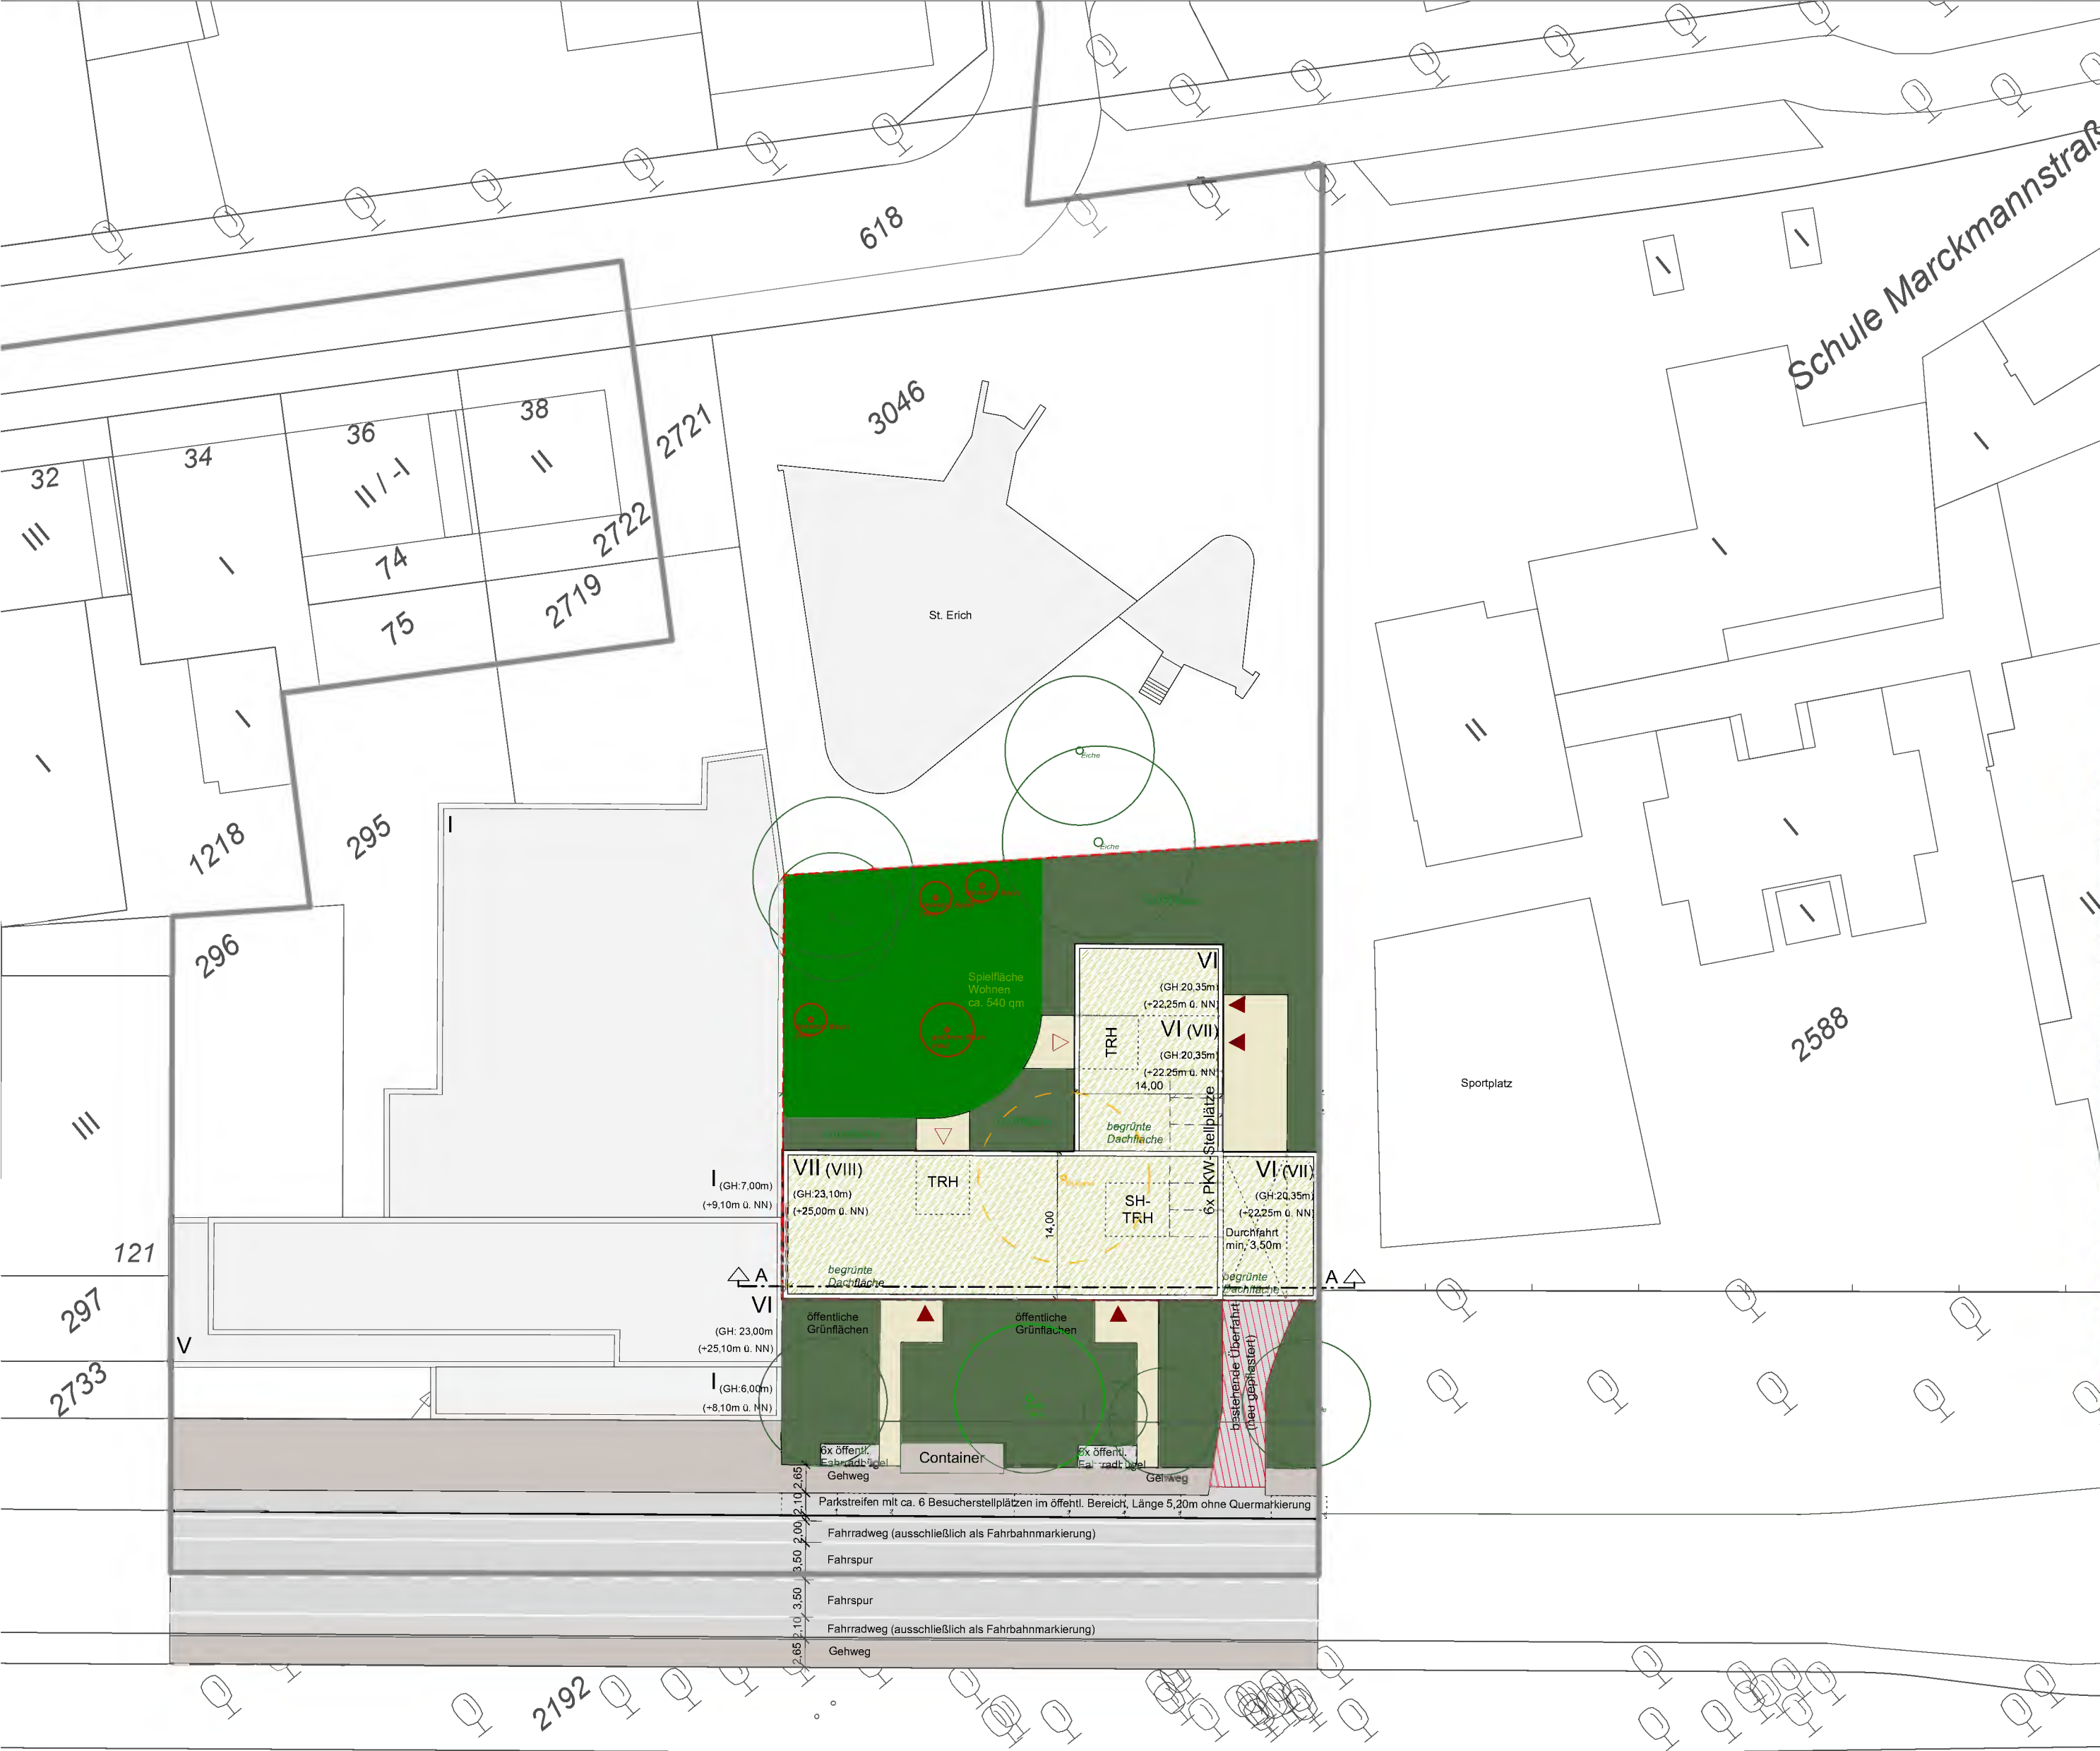 618
Schule Marckmannstraß
I
I
3046
38
36
34
32
2721
II
II / -I
III
I
I
2722
74
2719
75
I
St. Erich
I
II
Eiche
I
I
295
1218
I
Eiche
I
I
II
296
2588
Spielfläche
Wohnen
ca. 540 qm
VI
(GH:20,35m)
(+22,25m ü. NN)
VI (VII)
(GH:20,35m)
(+22.25m ü. NN)
TRH
14,00
Sportplatz
6x PKW-Stellplätze
begrünte
Dachfläche
III
VII (VIII)
(GH:23,10m)
(+25,00m ü. NN)
TRH
SH-
TRH
14,00
VI (VII)
(GH:20,35m)
(+22,25m ü. NN)
Durchfahrt
min. 3,50m
I (GH:7,00m)
(+9,10m ü. NN)
121
begrünte
Dachfläche
begrünte
Dachfläche
A
A
297
VI
(GH: 23,00m
(+25,10m ü. NN)
V
öffentliche
Grünflächen
öffentliche
Grünflächen
bestehende Überfahrt
(neu gepflastert)
2733
I (GH:6,00m)
(+8,10m ü. NN)
6x öffentl.
Fahrradbügel
Container
6x öffentl.
Fahrradbügel
Gehweg
Gehweg
2,65
2,10
Parkstreifen mit ca. 6 Besucherstellplätzen im öffentl. Bereich, Länge 5,20m ohne Quermarkierung
2,00
Fahrradweg (ausschließlich als Fahrbahnmarkierung)
3,50
Fahrspur
3,50
Fahrspur
2,10
Fahrradweg (ausschließlich als Fahrbahnmarkierung)
2,65
Gehweg
2192